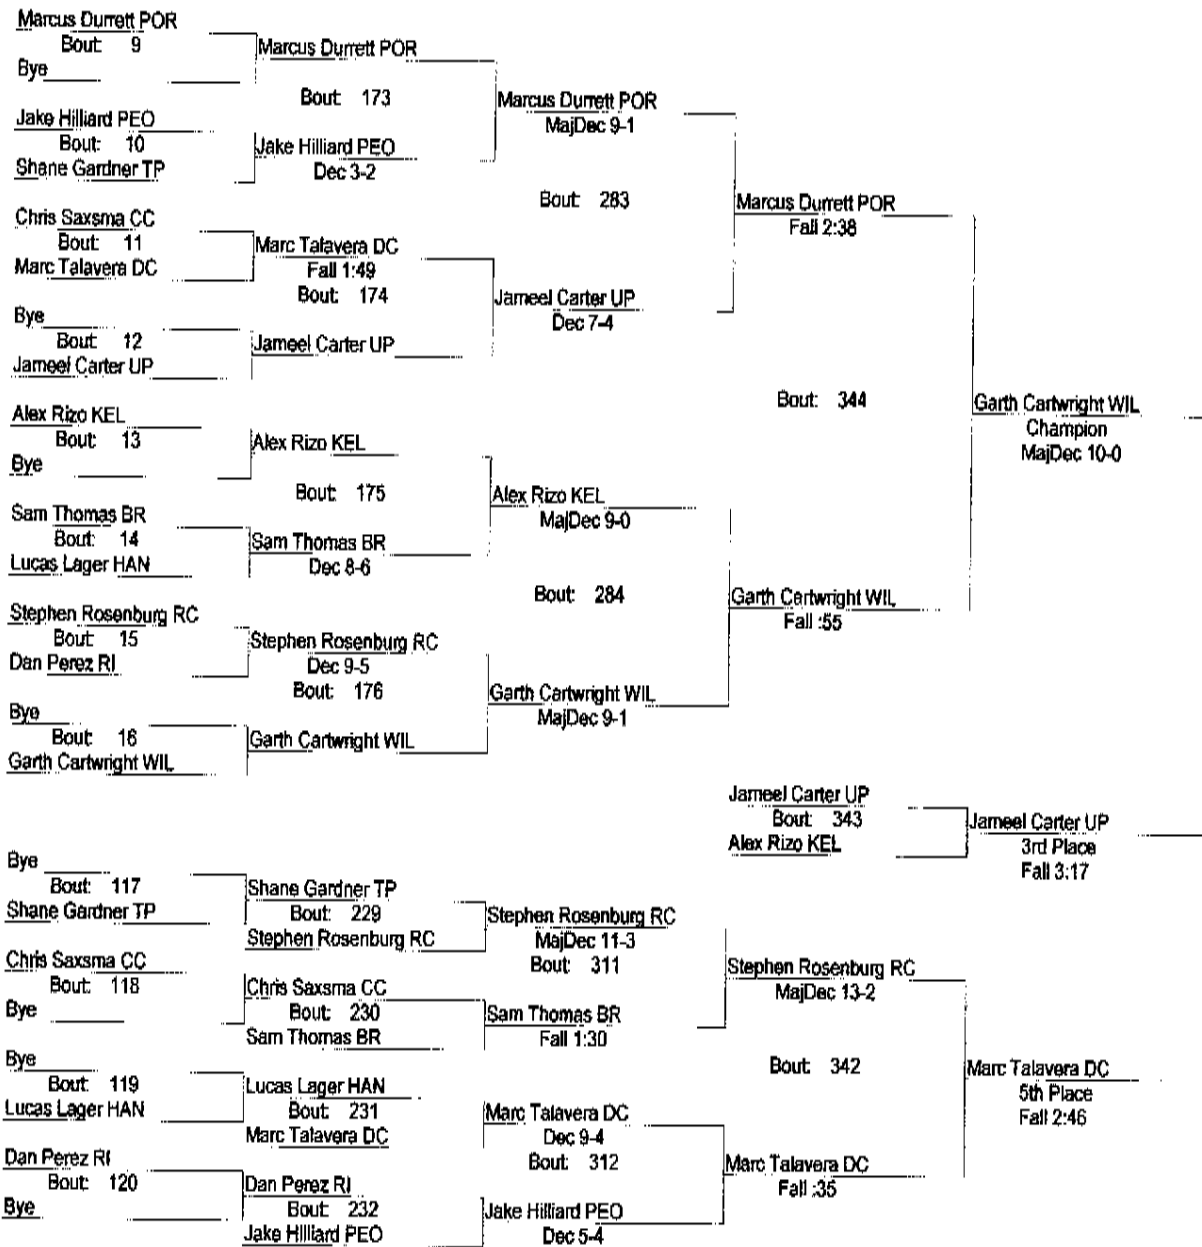 Marcus Durrett POR
Bout: 9
Bye
Marcus Durrett POR
Bout: 173
Jake Hilliard PEO
Bout: 10
Shane Gardner TP
Jake Hilliard PEO
Dec 3-2
Marcus Durrett POR
MajDec 9-1
Bout: 283
Chris Saxsma CC
Bout: 11
Marc Talavera DC
Marc Talavera DC
Fall 1:49
Bout: 174
Bye
Bout: 12
Jameel Carter UP
Jameel Carter UP
Jameel Carter UP
Dec 7-4
Marcus Durrett POR
Fall 2:38
Bout: 344
Garth Cartwright WIL
Champion
MajDec 10-0
Alex Rizo KEL
Bout: 13
Bye
Alex Rizo KEL
Bout: 175
Sam Thomas BR
Bout: 14
Lucas Lager HAN
Sam Thomas BR
Dec 8-6
Alex Rizo KEL
MajDec 9-0
Bout: 284
Stephen Rosenburg RC
Bout: 15
Dan Perez RI
Stephen Rosenburg RC
Dec 9-5
Bout: 176
Bye
Bout: 16
Garth Cartwright WIL
Garth Cartwright WIL
Garth Cartwright WIL
MajDec 9-1
Garth Cartwright WIL
Fall :55
Jameel Carter UP
Bout: 343
Alex Rizo KEL
Jameel Carter UP
3rd Place
Fall 3:17
Bye
Bout: 117
Shane Gardner TP
Shane Gardner TP
Bout: 229
Stephen Rosenburg RC
Stephen Rosenburg RC
MajDec 11-3
Bout: 311
Chris Saxsma CC
Bout: 118
Bye
Chris Saxsma CC
Bout: 230
Sam Thomas BR
Sam Thomas BR
Fall 1:30
Stephen Rosenburg RC
MajDec 13-2
Bout: 342
Bye
Bout: 119
Lucas Lager HAN
Lucas Lager HAN
Bout: 231
Marc Talavera DC
Marc Talavera DC
Dec 9-4
Bout: 312
Dan Perez RI
Bout: 120
Bye
Dan Perez RI
Bout: 232
Jake Hilliard PEO
Jake Hilliard PEO
Dec 5-4
Marc Talavera DC
Fall :35
Marc Talavera DC
5th Place
Fall 2:46